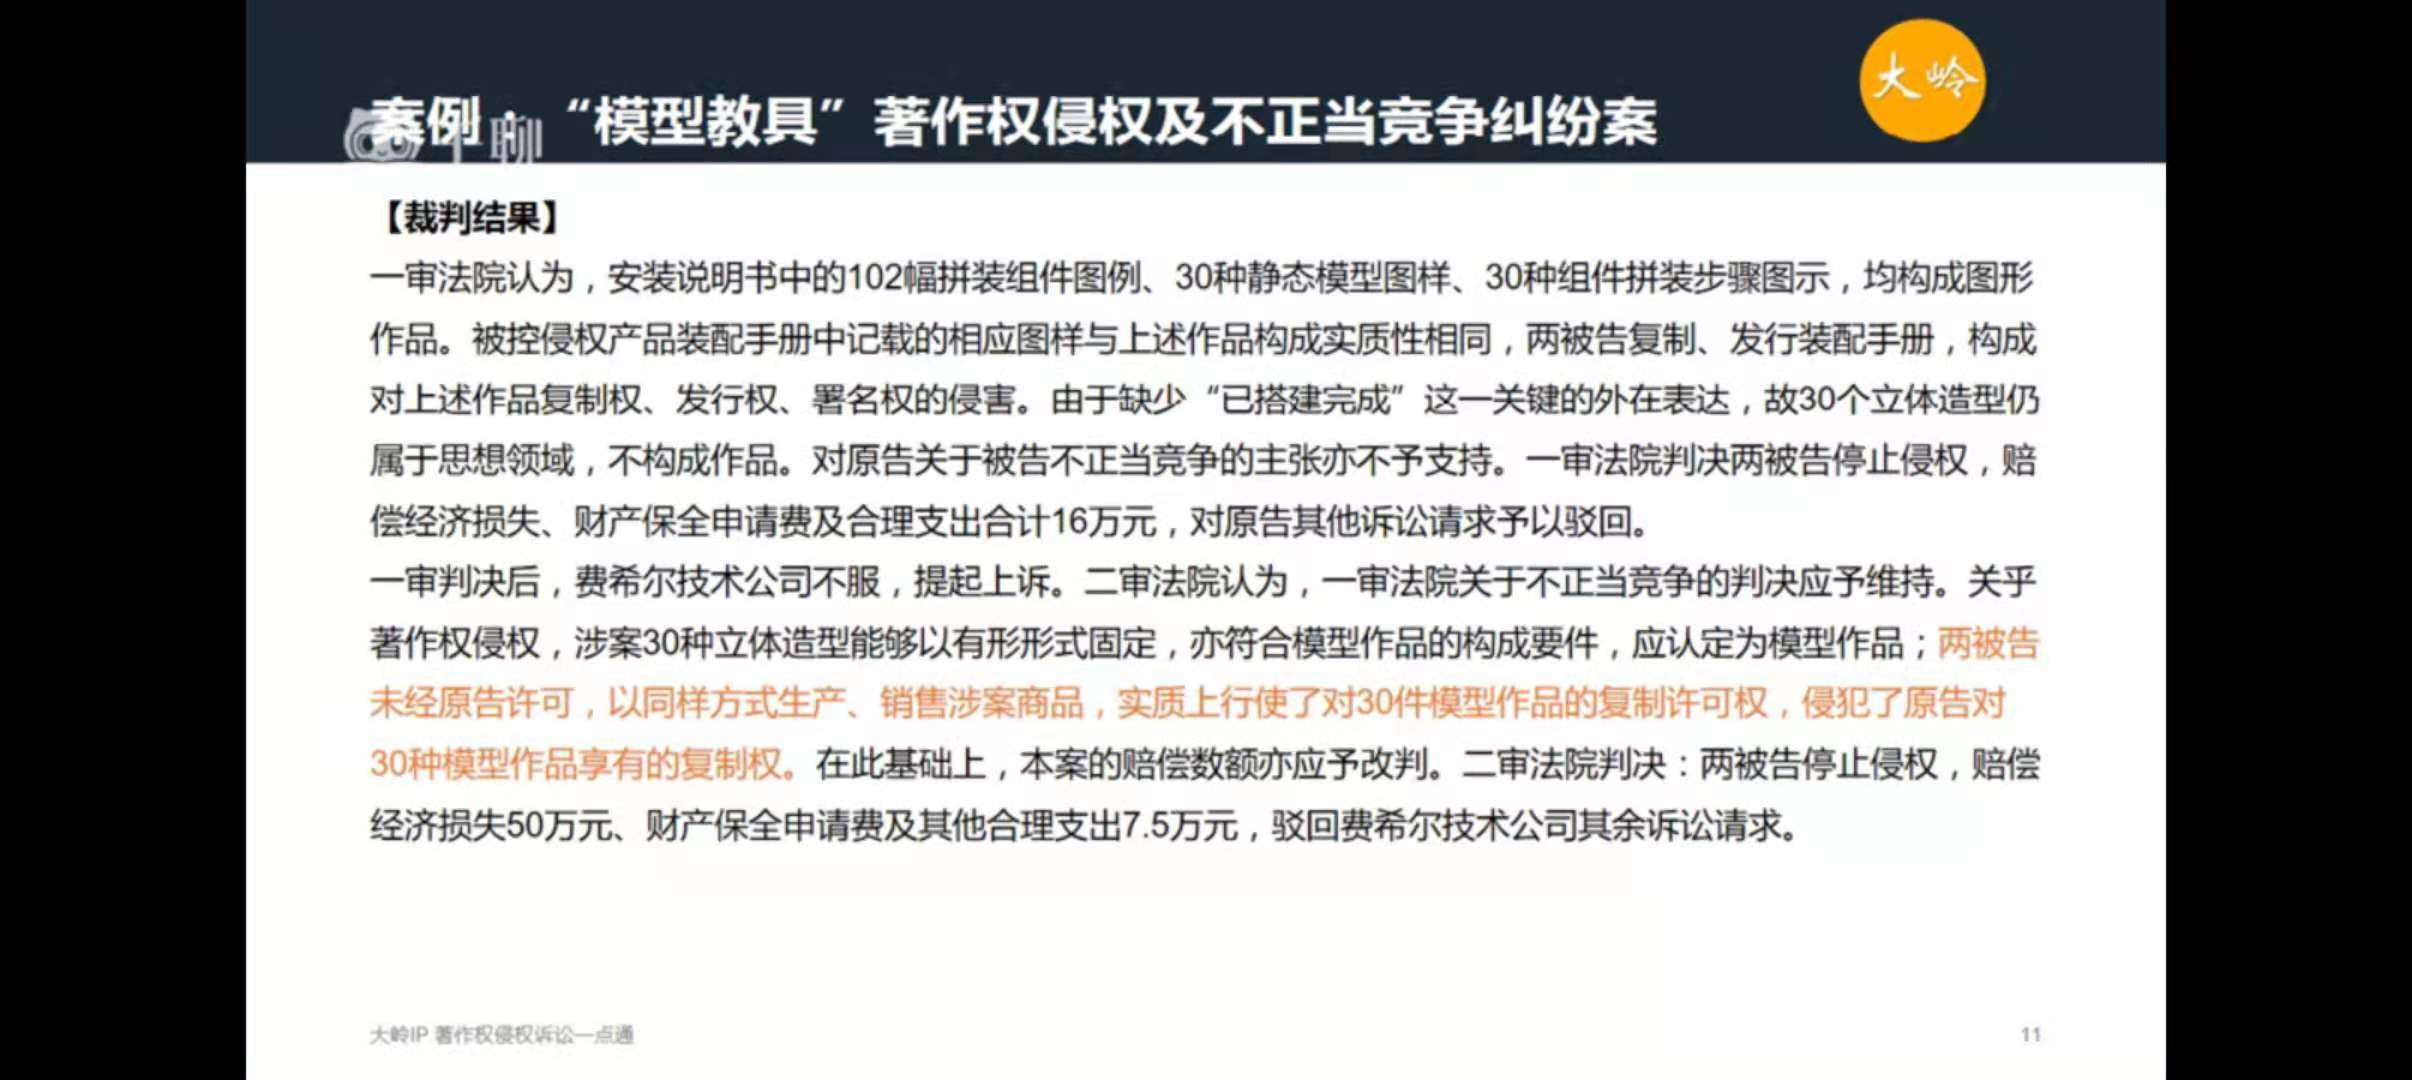 案例：“模型教具”著作权侵权及不正当竞争纠纷案
大岭
千聊
【裁判结果】
一审法院认为，安装说明书中的102幅拼装组件图例、30种静态模型图样、30种组件拼装步骤图示，均构成图形
作品。被控侵权产品装配手册中记载的相应图样与上述作品构成实质性相同，两被告复制、发行装配手册，构成
对上述作品复制权、发行权、署名权的侵害。由于缺少“已搭建完成”这一关键的外在表达，故30个立体造型仍
属于思想领域，不构成作品。对原告关于被告不正当竞争的主张亦不予支持。一审法院判决两被告停止侵权，赔
偿经济损失、财产保全申请费及合理支出合计16万元，对原告其他诉讼请求予以驳回。
一审判决后，费希尔技术公司不服，提起上诉。二审法院认为，一审法院关于不正当竞争的判决应予维持。关乎
著作权侵权，涉案30种立体造型能够以有形形式固定，亦符合模型作品的构成要件，应认定为模型作品；两被告
未经原告许可，以同样方式生产、销售涉案商品，实质上行使了对30件模型作品的复制许可权，侵犯了原告对
30种模型作品享有的复制权。在此基础上，本案的赔偿数额亦应予改判。二审法院判决：两被告停止侵权，赔偿
经济损失50万元、财产保全申请费及其他合理支出7.5万元，驳回费希尔技术公司其余诉讼请求。
大岭IP 著作权侵权诉讼一点通
11